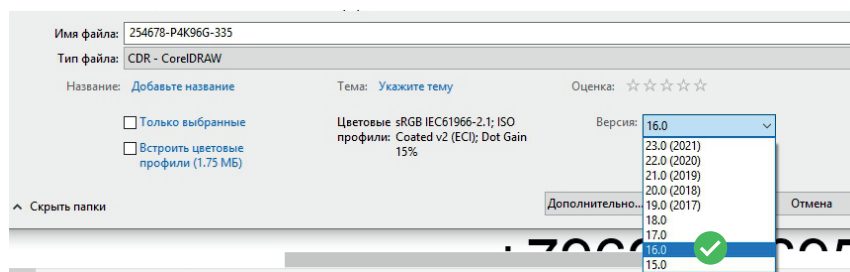 Имя файла: 254678-P4K96G-335
Тип файла: CDR - CorelDRAW
Название: Добавьте название Тема: Укажите тему Оценка:
Только выбранные Цветовые sRGB IEC61966-2.1; ISO Версия: 16.0
профили: Coated v2 (ECI); Dot Gain
15%
Встроить цветовые
профили (1.75 МБ)
23.0 (2021)
22.0 (2020)
21.0 (2019)
20.0 (2018)
19.0 (2017)
18.0
17.0
16.0
15.0
Скрыть папки Дополнительно... Отмена